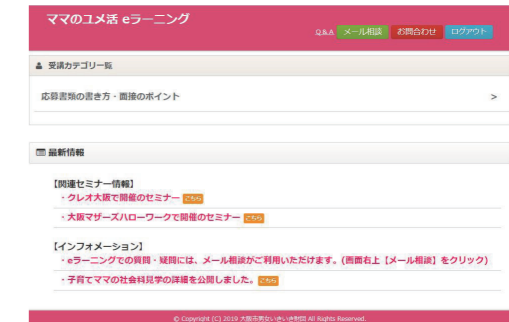 ママのユメ活 eラーニング
Q&A メール相談 お問合わせ ログアウト
受講カテゴリー覧
応募書類の書き方・面接のポイント >
最新情報
【関連セミナー情報】
・クレオ大阪で開催のセミナー こちら
・大阪マザーズハローワークで開催のセミナー こちら
【インフォメーション】
・eラーニングでの質問・疑問には、メール相談がご利用いただけます。(画面右上【メール相談】をクリック)
・子育てママの社会科見学の詳細を公開しました。 こちら
© Copyright (C) 2019 大阪市男女いきいき財団 All Rights Reserved.